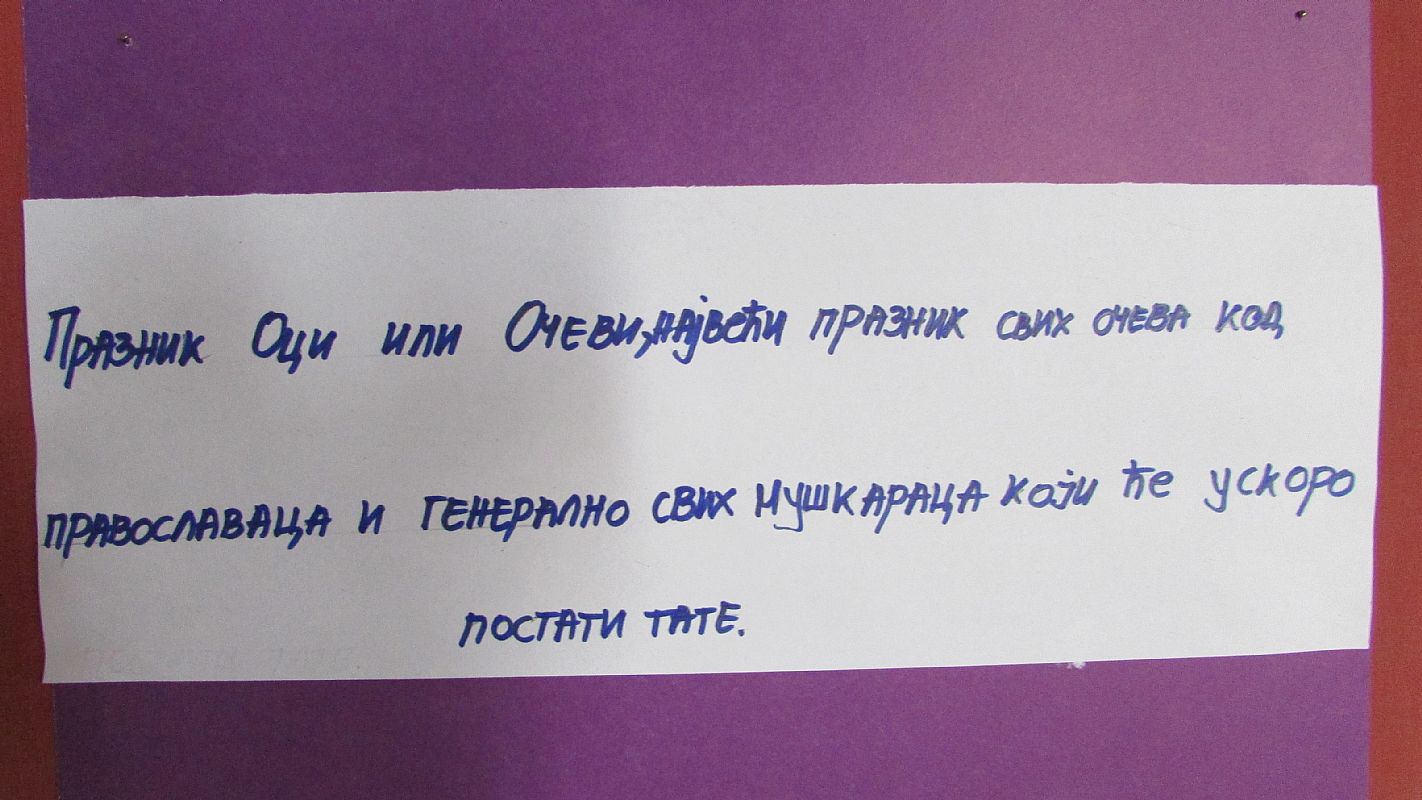 Празник Оци или Очеви, највећи празник свих очева код
православаца и генерално свих мушкараца који ће ускоро
постати тате.